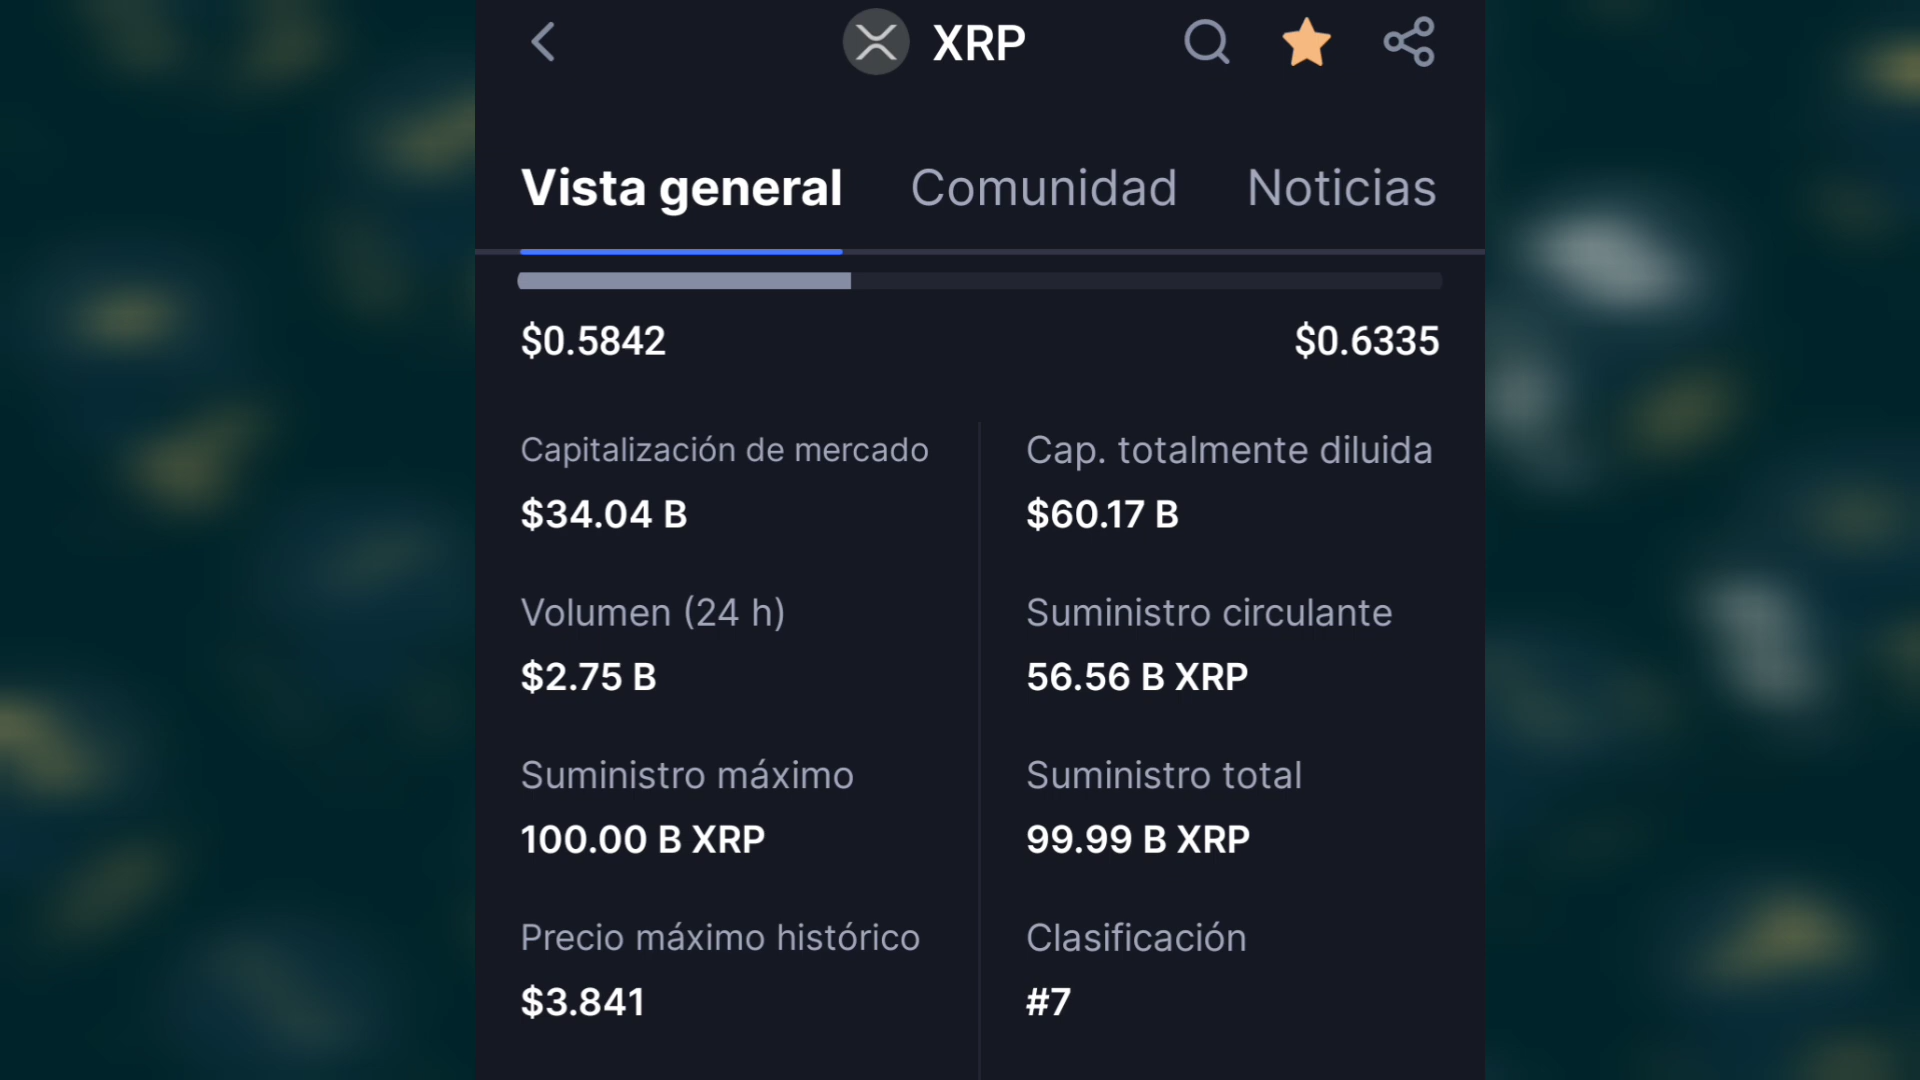 XRP
Vista general Comunidad Noticias
$0.5842 $0.6335
Capitalización de mercado
$34.04 B
Cap. totalmente diluida
$60.17 B
Volumen (24 h)
$2.75 B
Suministro circulante
56.56 B XRP
Suministro máximo
100.00 B XRP
Suministro total
99.99 B XRP
Precio máximo histórico
$3.841
Clasificación
#7